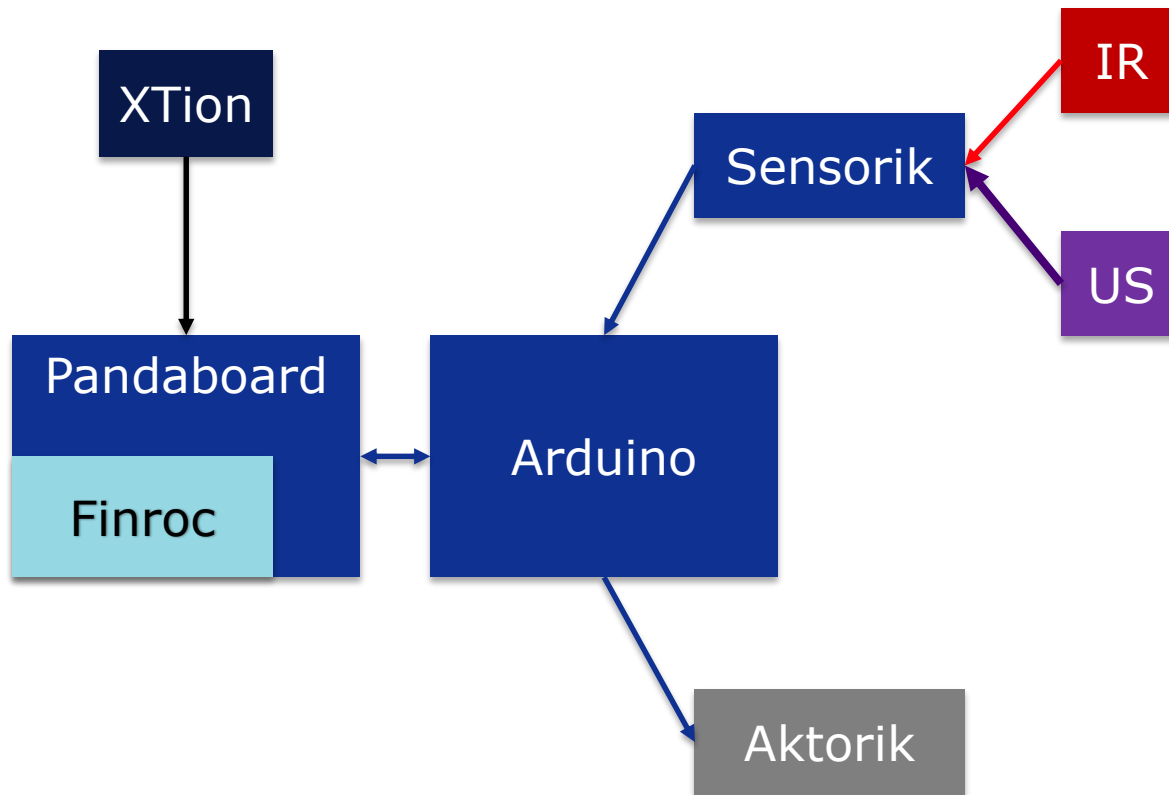 IR
XTion
Sensorik
US
Pandaboard
Arduino
Finroc
Aktorik